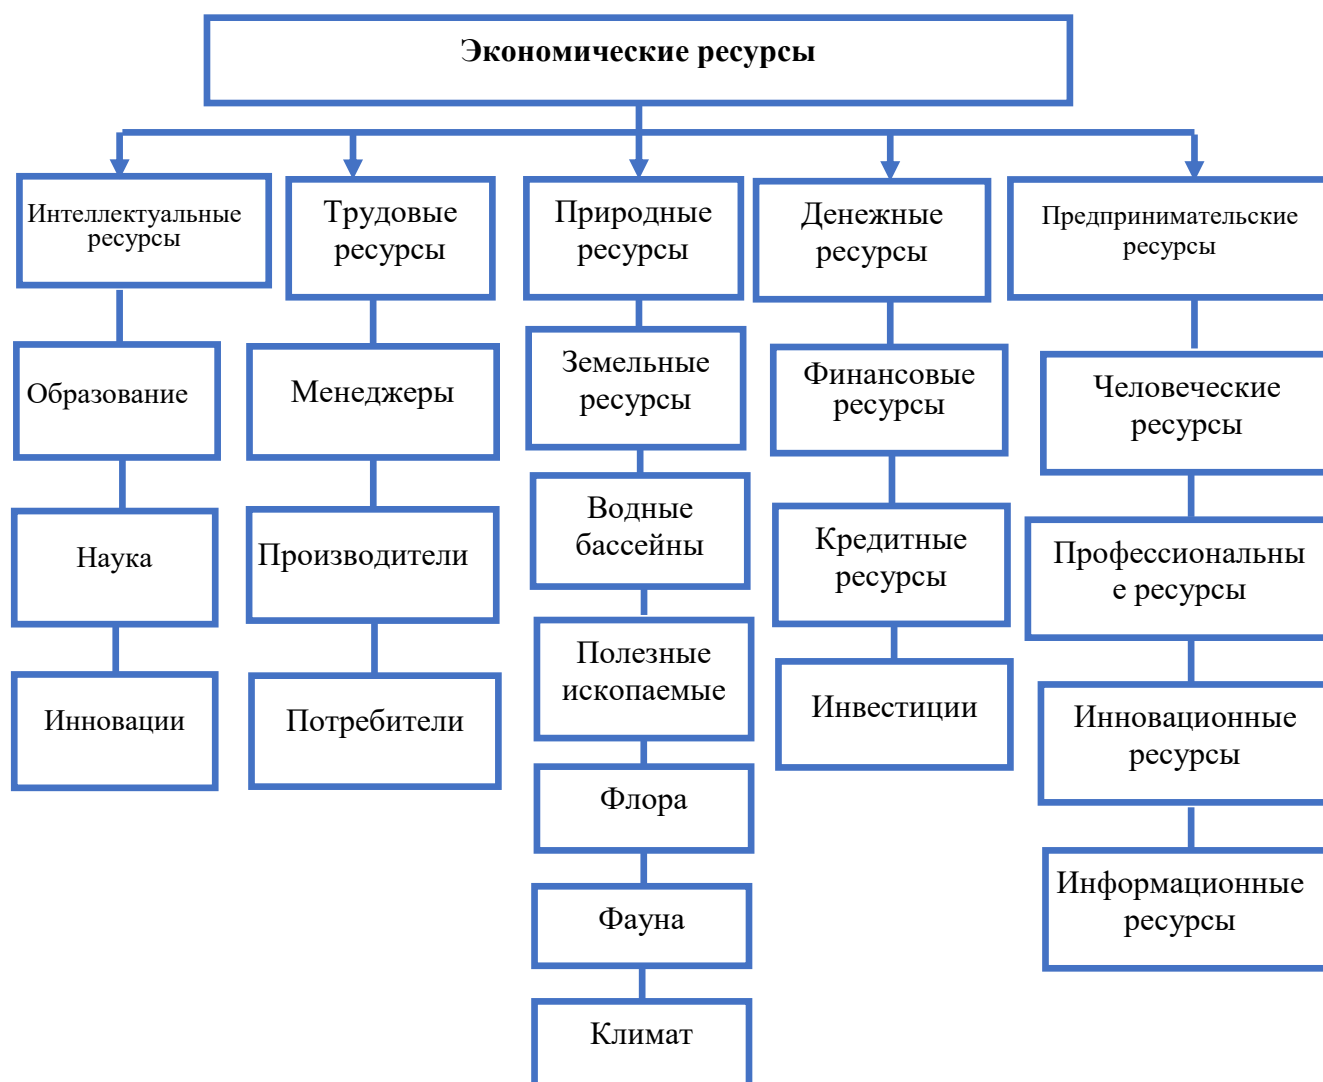 Экономические ресурсы
Интеллектуальные
ресурсы
Трудовые
ресурсы
Природные
ресурсы
Денежные
ресурсы
Предпринимательские
ресурсы
Образование
Менеджеры
Земельные
ресурсы
Финансовые
ресурсы
Человеческие
ресурсы
Наука
Производители
Водные
бассейны
Кредитные
ресурсы
Профессиональны
е ресурсы
Инновации
Потребители
Полезные
ископаемые
Инвестиции
Инновационные
ресурсы
Флора
Фауна
Информационные
ресурсы
Климат